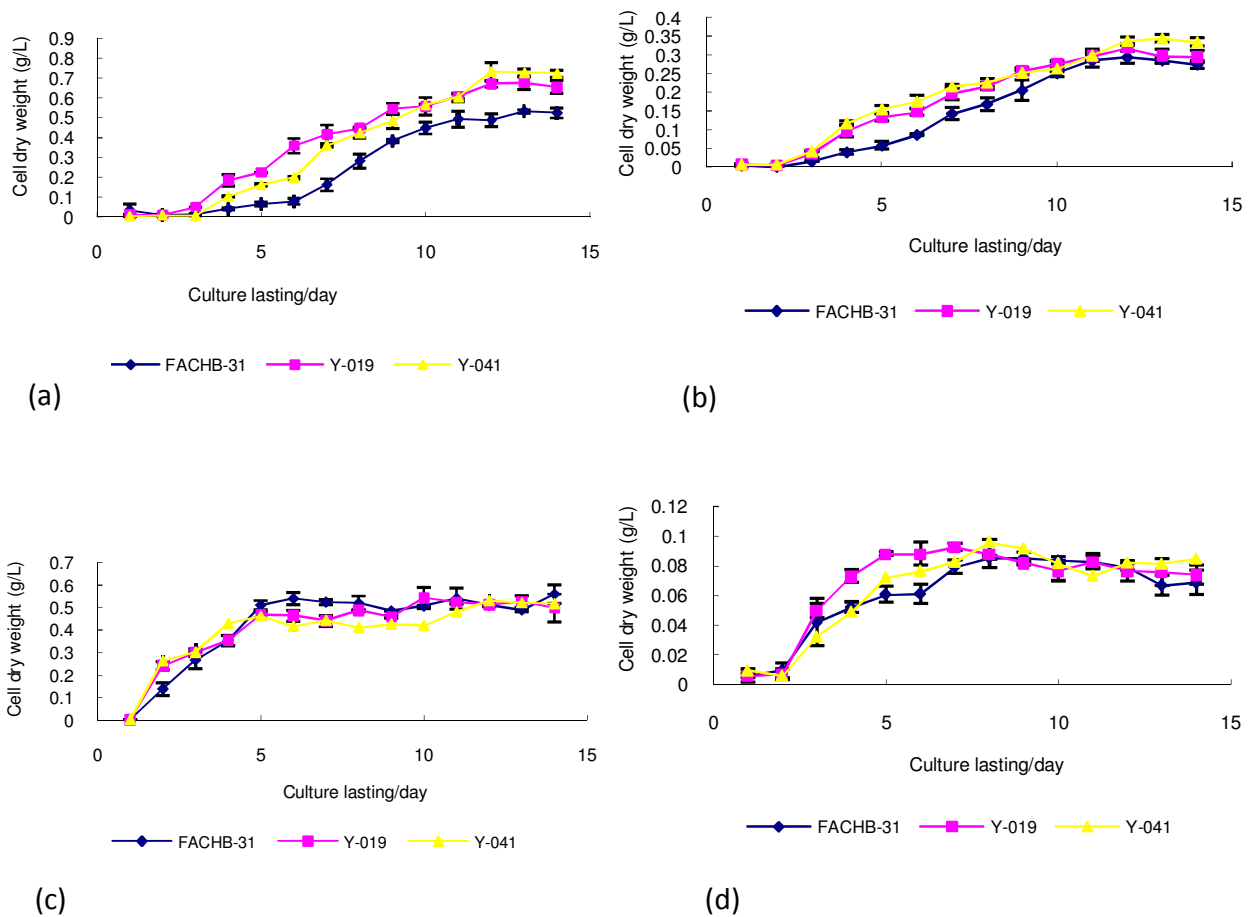 Cell dry weight (g/L)
0.9
0.8
0.7
0.6
0.5
0.4
0.3
0.2
0.1
0
0 5 10 15
Culture lasting/day
FACHB-31 Y-019 Y-041
(a)
Cell dry weight (g/L)
0.4
0.35
0.3
0.25
0.2
0.15
0.1
0.05
0
0 5 10 15
Culture lasting/day
FACHB-31 Y-019 Y-041
(b)
Cell dry weight (g/L)
0.7
0.6
0.5
0.4
0.3
0.2
0.1
0
0 5 10 15
Culture lasting/day
FACHB-31 Y-019 Y-041
(c)
Cell dry weight (g/L)
0.12
0.1
0.08
0.06
0.04
0.02
0
0 5 10 15
Culture lasting/day
FACHB-31 Y-019 Y-041
(d)